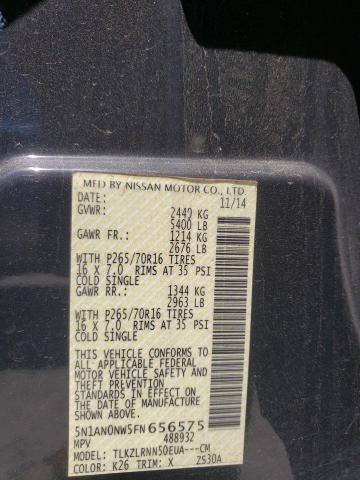 MFD BY NISSAN MOTOR CO., LTD.
DATE: 11/14
GVWR: 2449 KG
5400 LB
GAWR FR.: 1214 KG
2676 LB
WITH P265/70R16 TIRES
16 X 7.0 RIMS AT 35 PSI
COLD SINGLE
GAWR RR.: 1344 KG
2963 LB
WITH P265/70R16 TIRES
16 X 7.0 RIMS AT 35 PSI
COLD SINGLE
THIS VEHICLE CONFORMS TO
ALL APPLICABLE FEDERAL
MOTOR VEHICLE SAFETY
AND THEFT PREVENTION
STANDARDS IN EFFECT ON
THE DATE OF MANUFACTURE
SHOWN ABOVE.
5N1AN0NW5FN656575
MPV 488932
MODEL: TLKZLRNN50EUA---CM
COLOR: K26 TRIM: X ZS30A